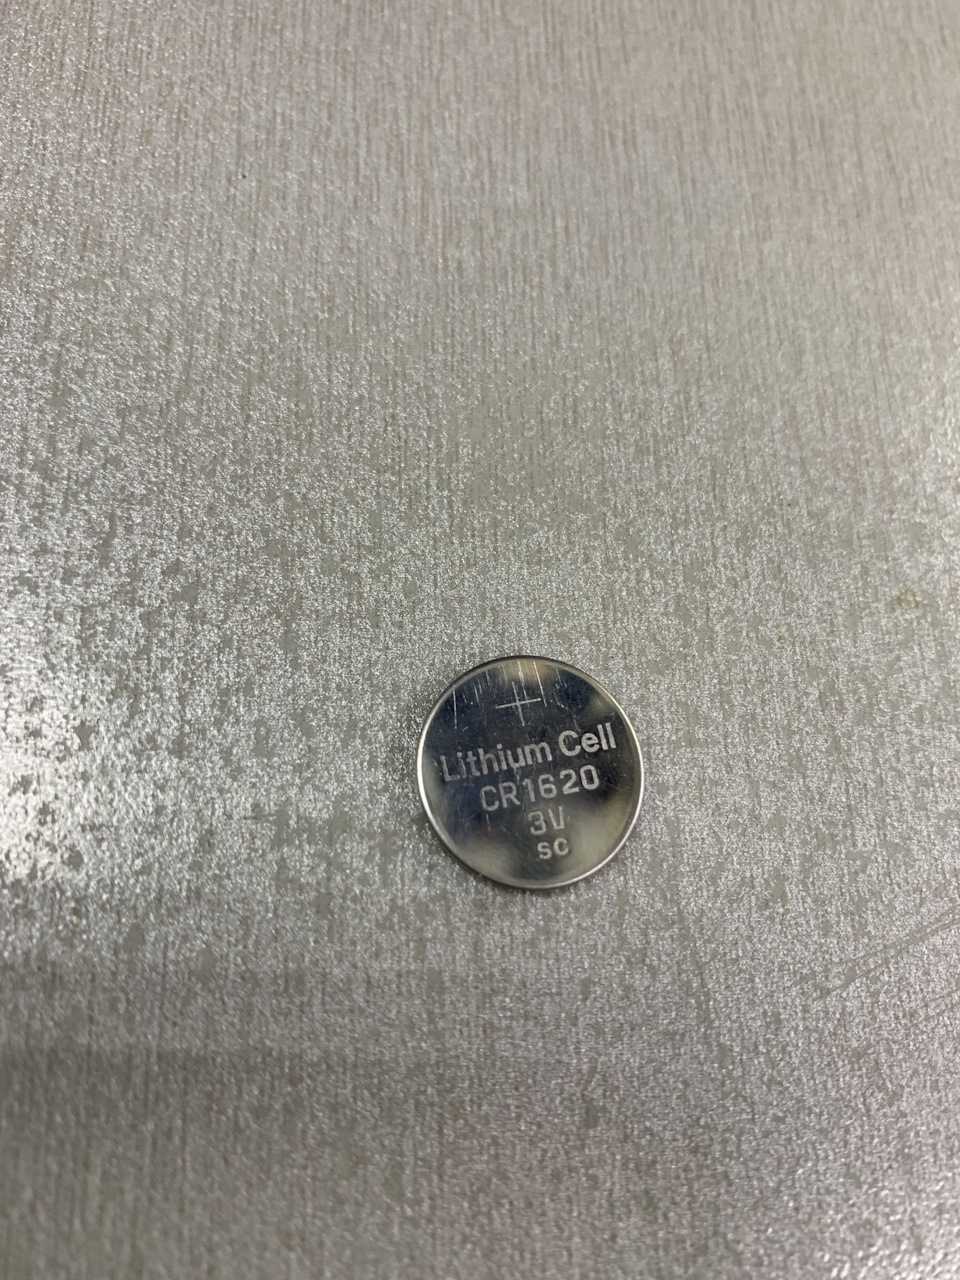 +
Lithium Cell
CR1620
3V
SC